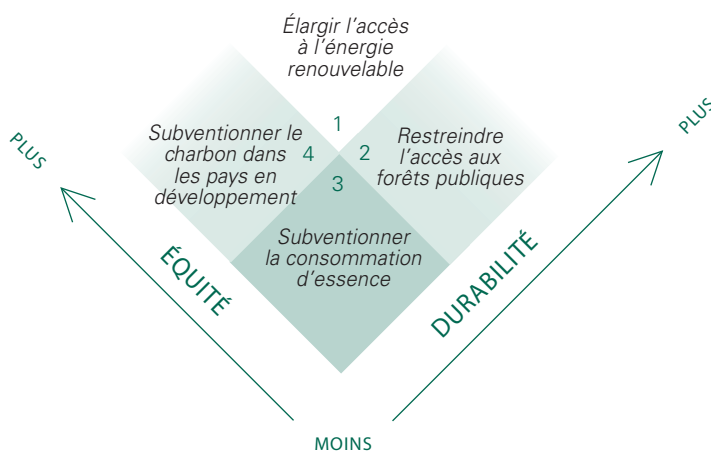 Élargir l'accès
à l'énergie
renouvelable
1
Subventionner le
charbon dans
les pays en
développement
4
2
Restreindre
l'accès aux
forêts publiques
3
Subventionner
la consommation
d'essence
PLUS
ÉQUITÉ
MOINS
DURABILITÉ
PLUS